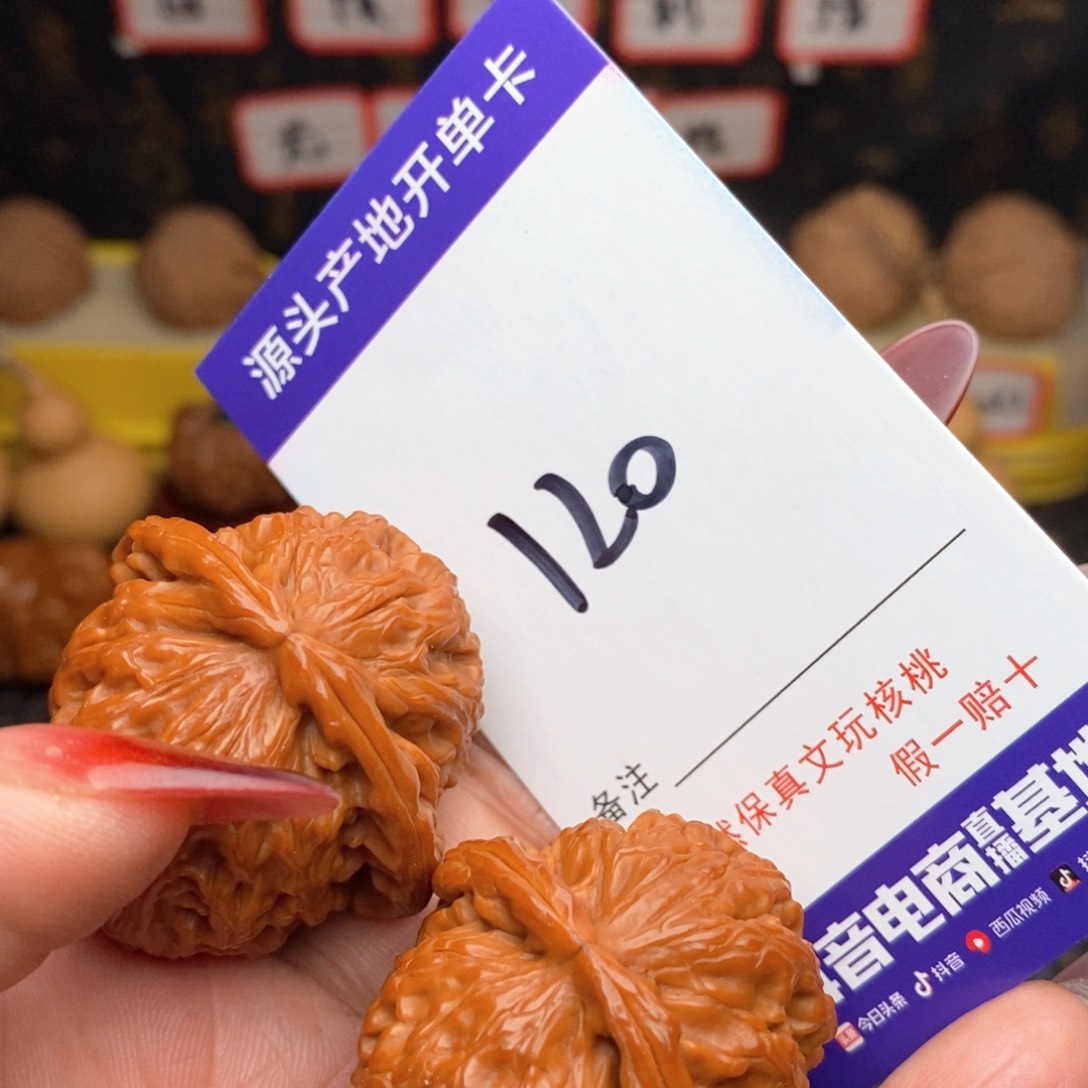 源头产地开单卡
120
备注
保真文玩核桃
假一赔十
音电商直播基地
今日头条 抖音 西瓜视频